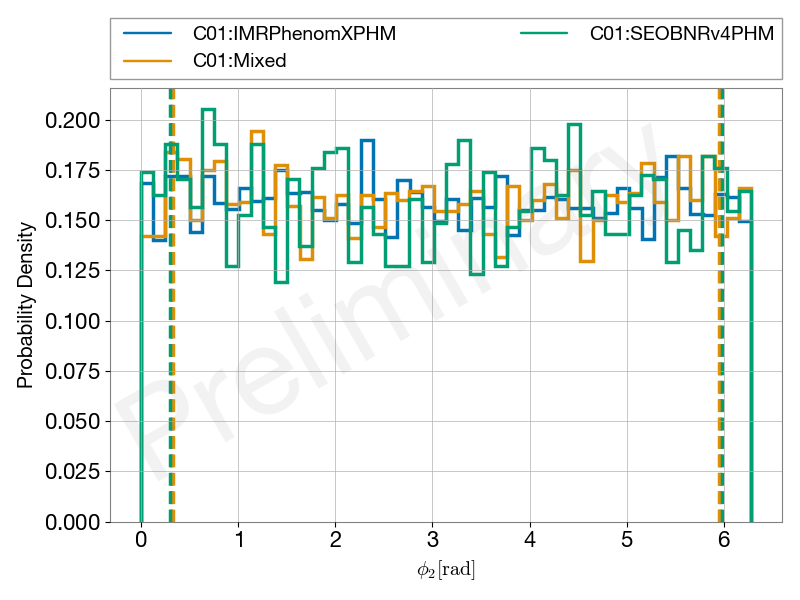 C01:IMRPhenomXPHM
C01:Mixed
C01:SEOBNRv4PHM
Probability Density
0.200
0.175
0.150
0.125
0.100
0.075
0.050
0.025
0.000
Preliminary
0 1 2 3 4 5 6
ϕ₂[rad]